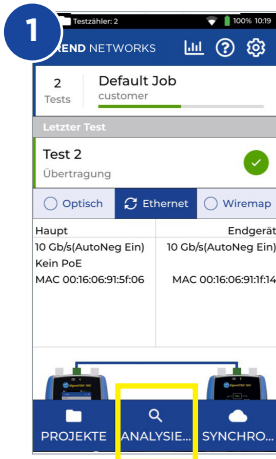 1
Testzähler: 2
100% 10:19
REND NETWORKS
2
Tests
Default Job
customer
Letzter Test
Test 2
Übertragung
Optisch
Ethernet
Wiremap
Haupt
Endgerät
10 Gb/s(AutoNeg Ein)
10 Gb/s(AutoNeg Ein)
Kein PoE
MAC 00:16:06:91:5f:06
MAC 00:16:06:91:1f:14
PROJEKTE
ANALYSIE...
SYNCHRO...